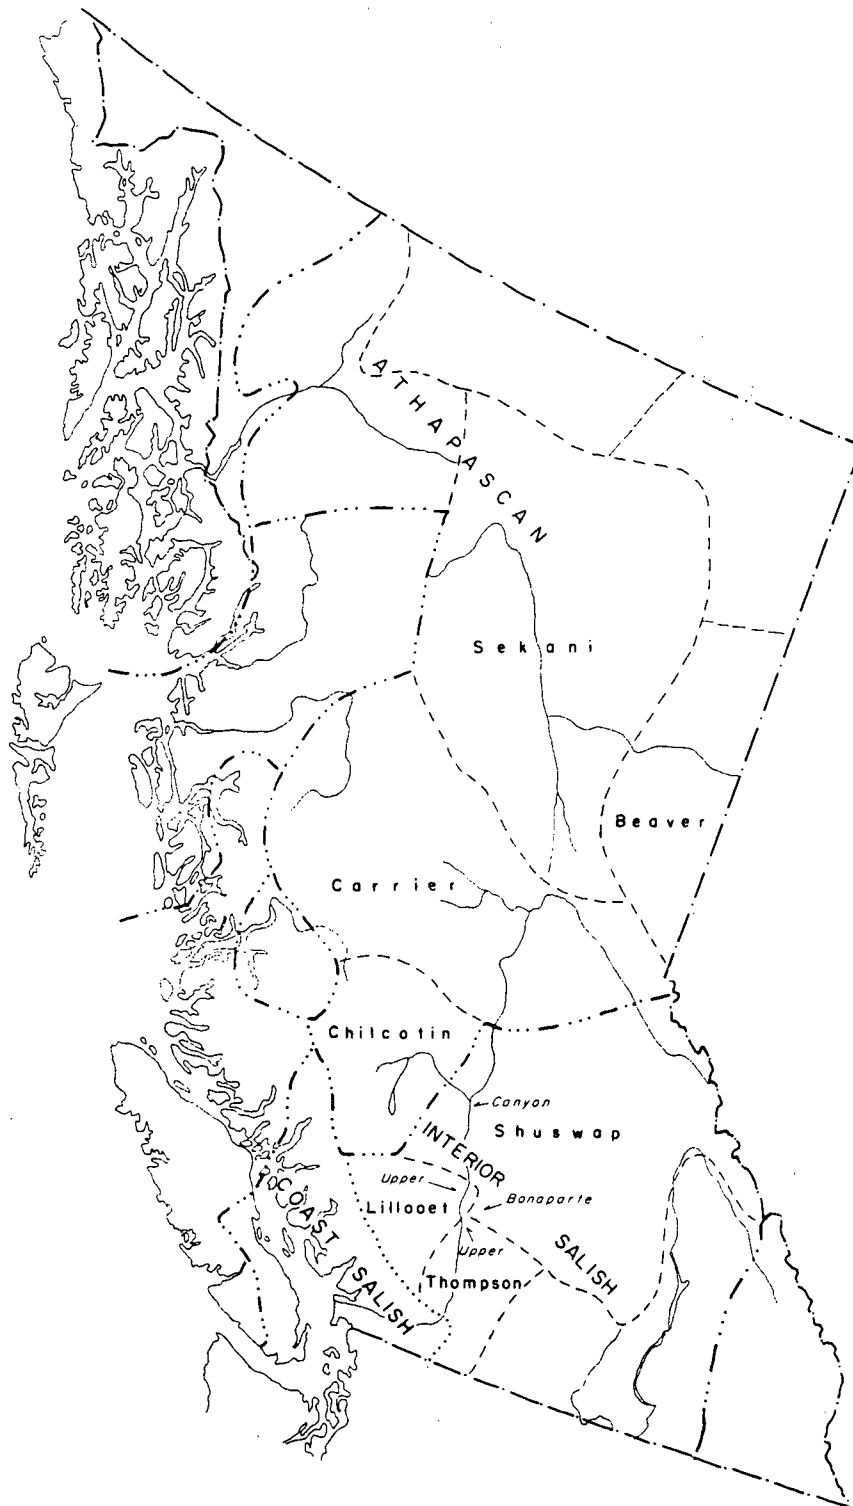 ATHAPASCAN
Sekani
Beaver
Carrier
Chilcotin
Canyon
Shuswap
INTERIOR
SALISH
Upper
Bonaparte
Lillooet
Upper
Thompson
COAST
SALISH